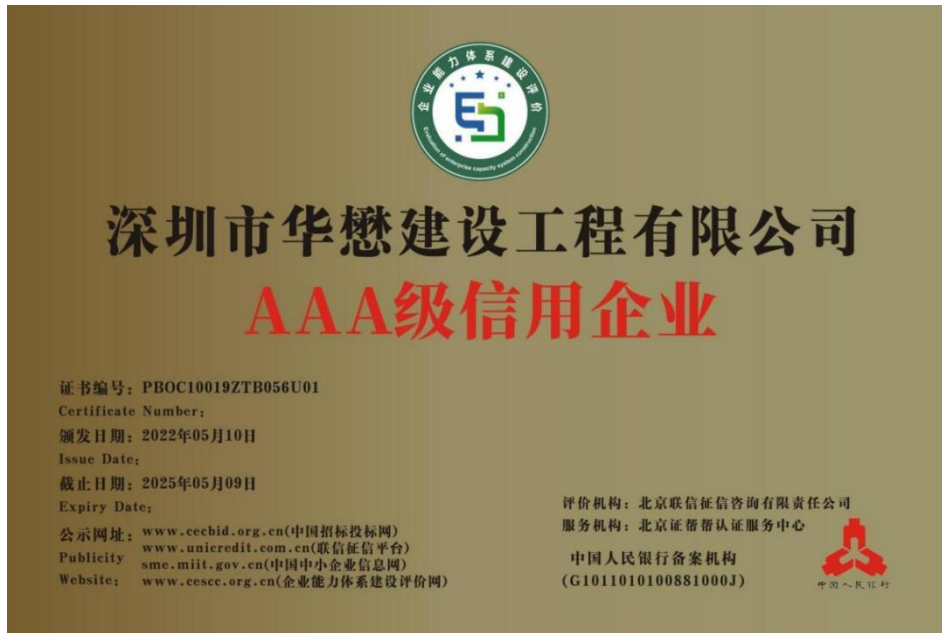 企业能力体系建设评价
Evaluation of enterprise capacity system construction
深圳市华懋建设工程有限公司
AAA级信用企业
证书编号：PBOC10019ZTB056U01
Certificate Number:
颁发日期：2022年05月10日
Issue Date:
截止日期：2025年05月09日
Expiry Date:
公示网址：www.cecbid.org.cn(中国招标投标网)
www.unicredit.com.cn(联信征信平台)
Publicity
sme.miit.gov.cn(中国中小企业信息网)
Website: www.cescc.org.cn(企业能力体系建设评价网)
评价机构：北京联信征信咨询有限责任公司
服务机构：北京证帮帮认证服务中心
中国人民银行备案机构
(G1011010100881000J)
中国人民银行